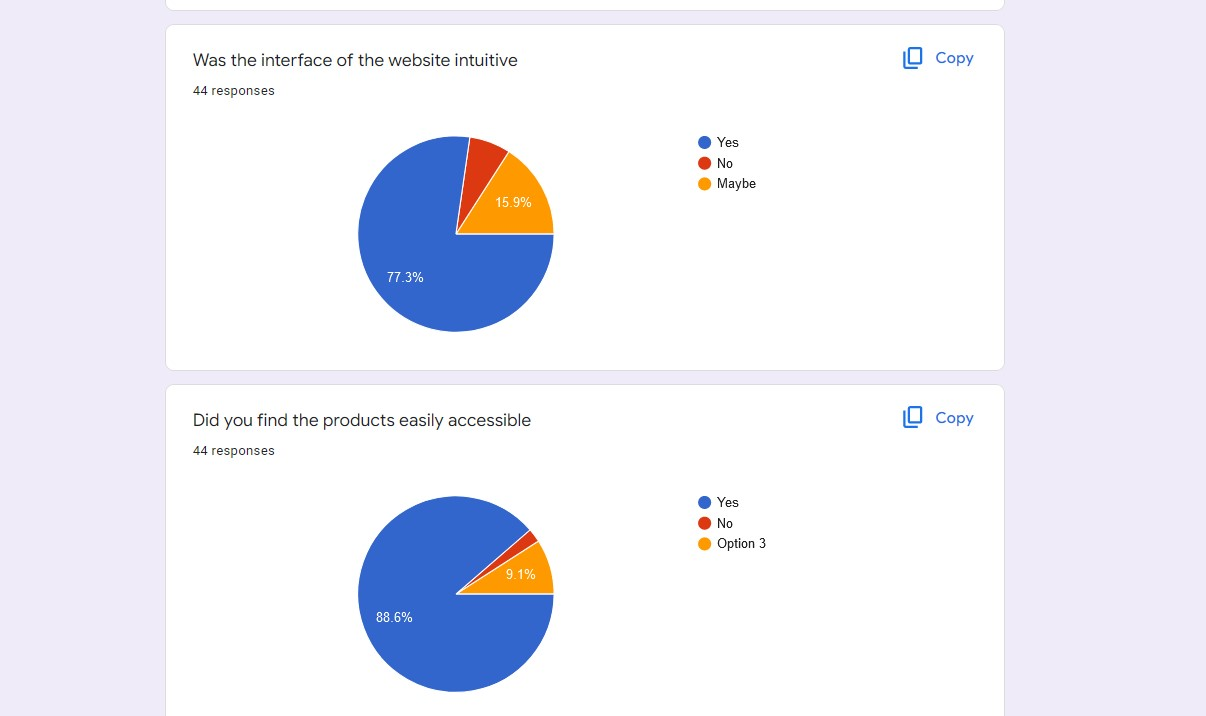 Was the interface of the website intuitive
Copy
44 responses
Yes
No
Maybe
15.9%
77.3%
Did you find the products easily accessible
Copy
44 responses
Yes
No
Option 3
9.1%
88.6%